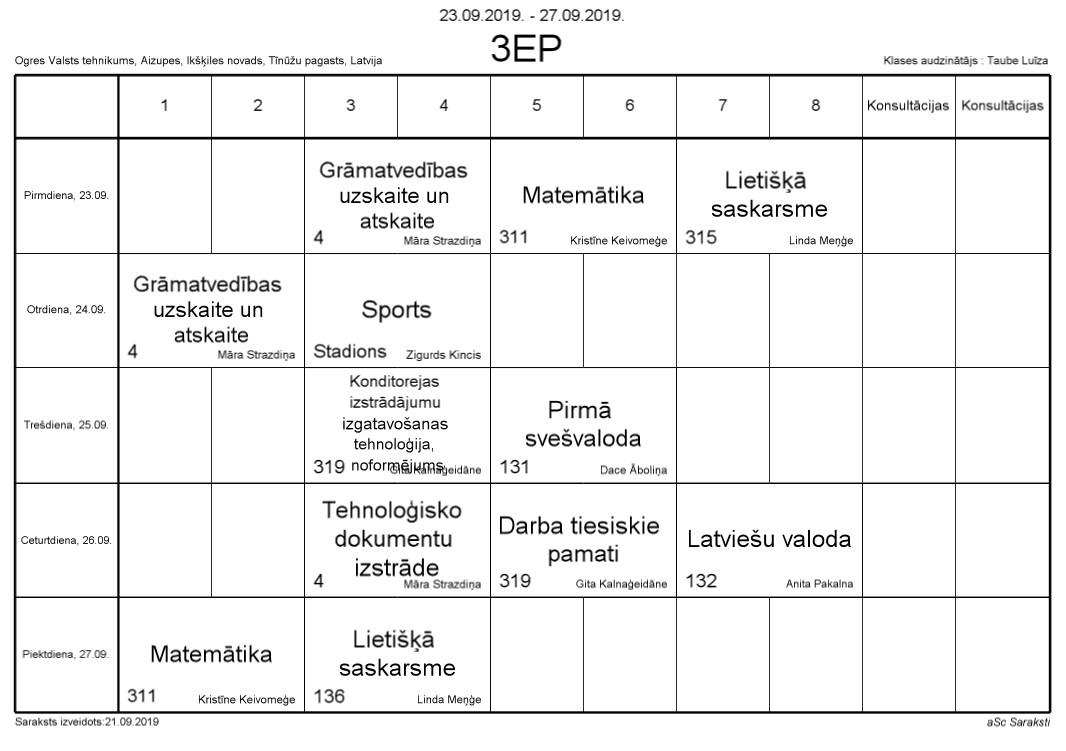 23.09.2019. - 27.09.2019.
3EP
Ogres Valsts tehnikums, Aizupes, Ikšķiles novads, Tīnūžu pagasts, Latvija
Klases audzinātājs : Taube Luīza
1 2 3 4 5 6 7 8 Konsultācijas Konsultācijas
Pirmdiena, 23.09.
Grāmatvedības
uzskaite un
atskaite
4 Māra Strazdiņa
Matemātika
311 Kristīne Keivomeģe
Lietišķā
saskarsme
315 Linda Meņģe
Otrdiena, 24.09.
Grāmatvedības
uzskaite un
atskaite
4 Māra Strazdiņa
Sports
Stadions Zigurds Kincis
Trešdiena, 25.09.
Konditorejas
izstrādājumu
izgatavošanas
tehnoloģija,
noformējums,
319 Gita Kalnaģeidāne
Pirmā
svešvaloda
131 Dace Āboliņa
Ceturtdiena, 26.09.
Tehnoloģisko
dokumentu
izstrāde
4 Māra Strazdiņa
Darba tiesiskie
pamati
319 Gita Kalnaģeidāne
Latviešu valoda
132 Anita Pakalna
Piektdiena, 27.09.
Matemātika
311 Kristīne Keivomeģe
Lietišķā
saskarsme
136 Linda Meņģe
Saraksts izveidots:21.09.2019
aSc Saraksti